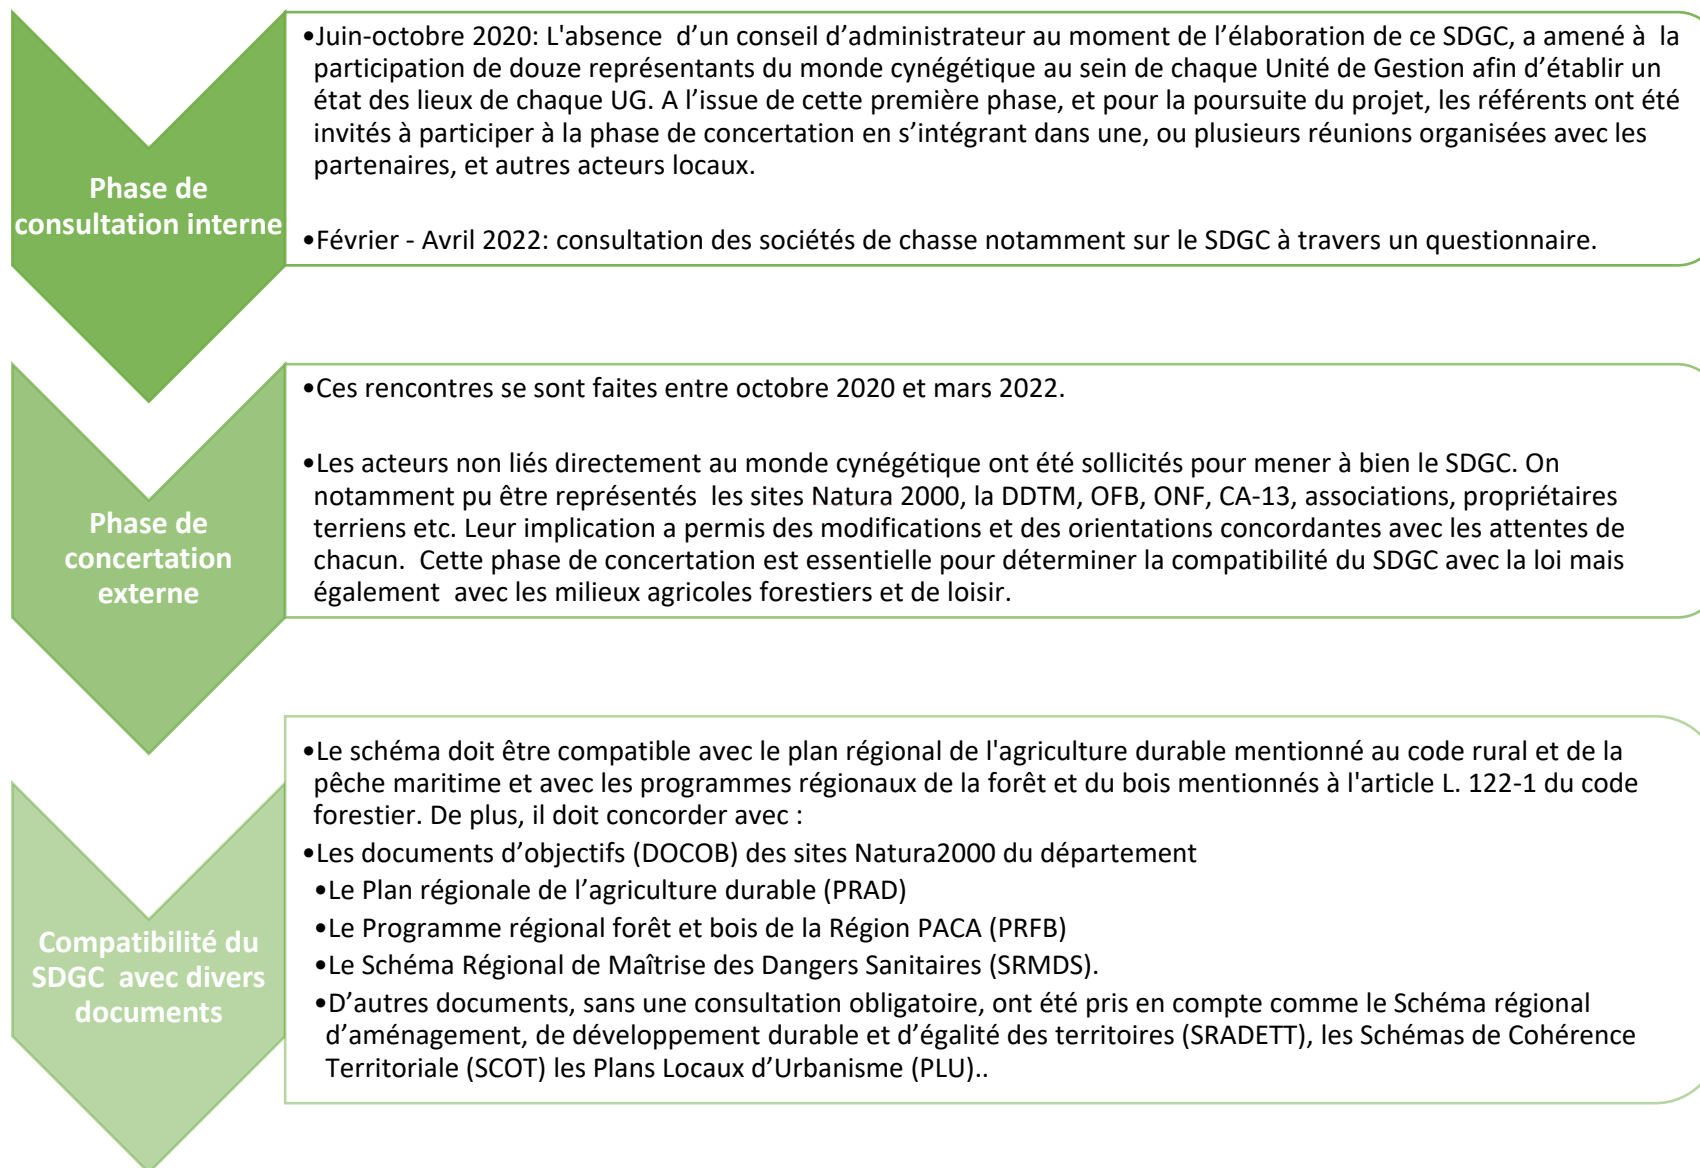 Phase de
consultation interne
•Juin-octobre 2020: L'absence d’un conseil d’administrateur au moment de l’élaboration de ce SDGC, a amené à la
participation de douze représentants du monde cynégétique au sein de chaque Unité de Gestion afin d’établir un
état des lieux de chaque UG. A l’issue de cette première phase, et pour la poursuite du projet, les référents ont été
invités à participer à la phase de concertation en s’intégrant dans une, ou plusieurs réunions organisées avec les
partenaires, et autres acteurs locaux.
•Février - Avril 2022: consultation des sociétés de chasse notamment sur le SDGC à travers un questionnaire.
Phase de
concertation
externe
•Ces rencontres se sont faites entre octobre 2020 et mars 2022.
•Les acteurs non liés directement au monde cynégétique ont été sollicités pour mener à bien le SDGC. On
notamment pu être représentés les sites Natura 2000, la DDTM, OFB, ONF, CA-13, associations, propriétaires
terriens etc. Leur implication a permis des modifications et des orientations concordantes avec les attentes de
chacun. Cette phase de concertation est essentielle pour déterminer la compatibilité du SDGC avec la loi mais
également avec les milieux agricoles forestiers et de loisir.
Compatibilité du
SDGC avec divers
documents
•Le schéma doit être compatible avec le plan régional de l'agriculture durable mentionné au code rural et de la
pêche maritime et avec les programmes régionaux de la forêt et du bois mentionnés à l'article L. 122-1 du code
forestier. De plus, il doit concorder avec :
•Les documents d’objectifs (DOCOB) des sites Natura2000 du département
•Le Plan régionale de l’agriculture durable (PRAD)
•Le Programme régional forêt et bois de la Région PACA (PRFB)
•Le Schéma Régional de Maîtrise des Dangers Sanitaires (SRMDS).
•D’autres documents, sans une consultation obligatoire, ont été pris en compte comme le Schéma régional
d’aménagement, de développement durable et d’égalité des territoires (SRADETT), les Schémas de Cohérence
Territoriale (SCOT) les Plans Locaux d’Urbanisme (PLU)..